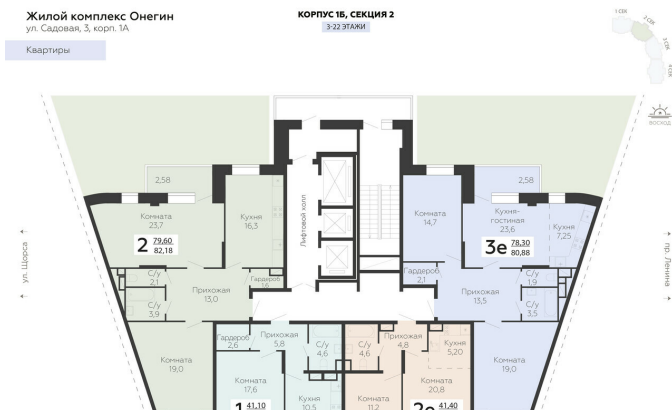 Жилой комплекс Онегин
ул. Садовая, 3, корп. 1А
Квартиры
КОРПУС 1Б, СЕКЦИЯ 2
3-22 ЭТАЖИ
1 СЕК
2 СЕК
3 СЕК
4 СЕК
ВОСХОД
ул. Щорса
пр. Ленина
2,58
Комната
23,7
2 79,60
82,18
Кухня
16,3
Лифтовой холл
С/у
2,1
С/у
3,9
Прихожая
13,0
Гардероб
1,6
Комната
19,0
Комната
14,7
2,58
Кухня-
гостиная
23,6
Кухня
7,25
3е 78,30
80,88
Гардероб
2,1
Прихожая
13,5
С/у
1,9
С/у
3,5
Комната
19,0
Гардероб
2,6
Прихожая
5,8
С/у
4,6
Комната
17,6
Кухня
10,5
1 41,10
С/у
4,6
Прихожая
4,8
Кухня
5,20
Комната
20,8
Комната
11,2
2е 41,40